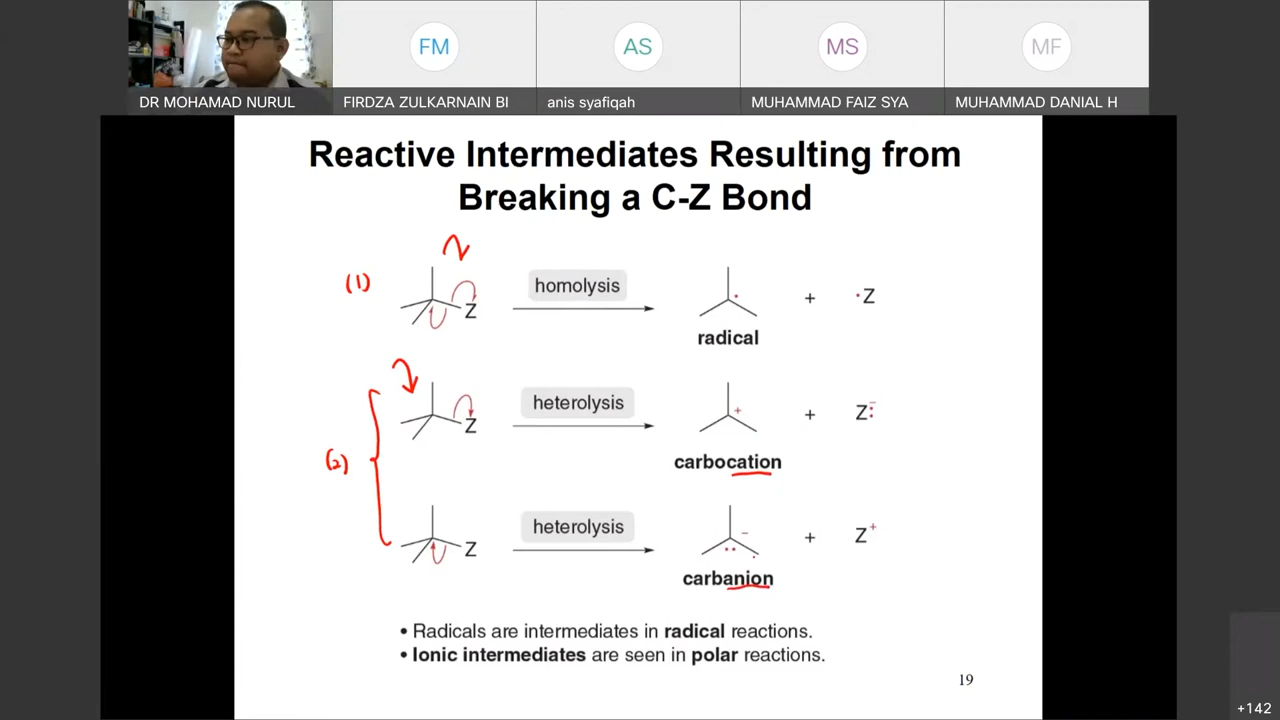 FM
AS
MS
MF
DR MOHAMAD NURUL
FIRDZA ZULKARNAIN BI
anis syafiqah
MUHAMMAD FAIZ SYA
MUHAMMAD DANIAL H
Reactive Intermediates Resulting from
Breaking a C-Z Bond
(1)
Z
homolysis
+
·Z
radical
(2)
Z
heterolysis
+
+
Z:⁻
carbocation
Z
heterolysis
−
+
Z⁺
carbanion
• Radicals are intermediates in radical reactions.
• Ionic intermediates are seen in polar reactions.
19
+142